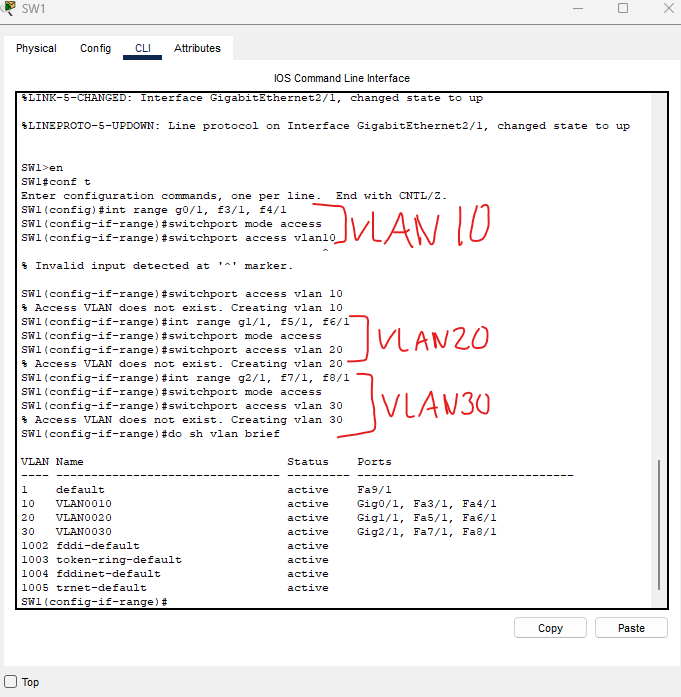 SW1
Physical Config CLI Attributes
IOS Command Line Interface
%LINK-5-CHANGED: Interface GigabitEthernet2/1, changed state to up
%LINEPROTO-5-UPDOWN: Line protocol on Interface GigabitEthernet2/1, changed state to up
SW1>en
SW1#conf t
Enter configuration commands, one per line.  End with CNTL/Z.
SW1(config)#int range g0/1, f3/1, f4/1
SW1(config-if-range)#switchport mode access
VLAN 10
SW1(config-if-range)#switchport access vlan10
^
% Invalid input detected at '^' marker.
SW1(config-if-range)#switchport access vlan 10
% Access VLAN does not exist. Creating vlan 10
SW1(config-if-range)#int range g1/1, f5/1, f6/1
SW1(config-if-range)#switchport mode access
VLAN20
SW1(config-if-range)#switchport access vlan 20
% Access VLAN does not exist. Creating vlan 20
SW1(config-if-range)#int range g2/1, f7/1, f8/1
SW1(config-if-range)#switchport mode access
VLAN30
SW1(config-if-range)#switchport access vlan 30
% Access VLAN does not exist. Creating vlan 30
SW1(config-if-range)#do sh vlan brief
VLAN Name                             Status    Ports
---- -------------------------------- --------- -------------------------------
1    default                          active    Fa9/1
10   VLAN0010                         active    Gig0/1, Fa3/1, Fa4/1
20   VLAN0020                         active    Gig1/1, Fa5/1, Fa6/1
30   VLAN0030                         active    Gig2/1, Fa7/1, Fa8/1
1002 fddi-default                     active
1003 token-ring-default               active
1004 fddinet-default                  active
1005 trnet-default                    active
SW1(config-if-range)#
Copy Paste
Top